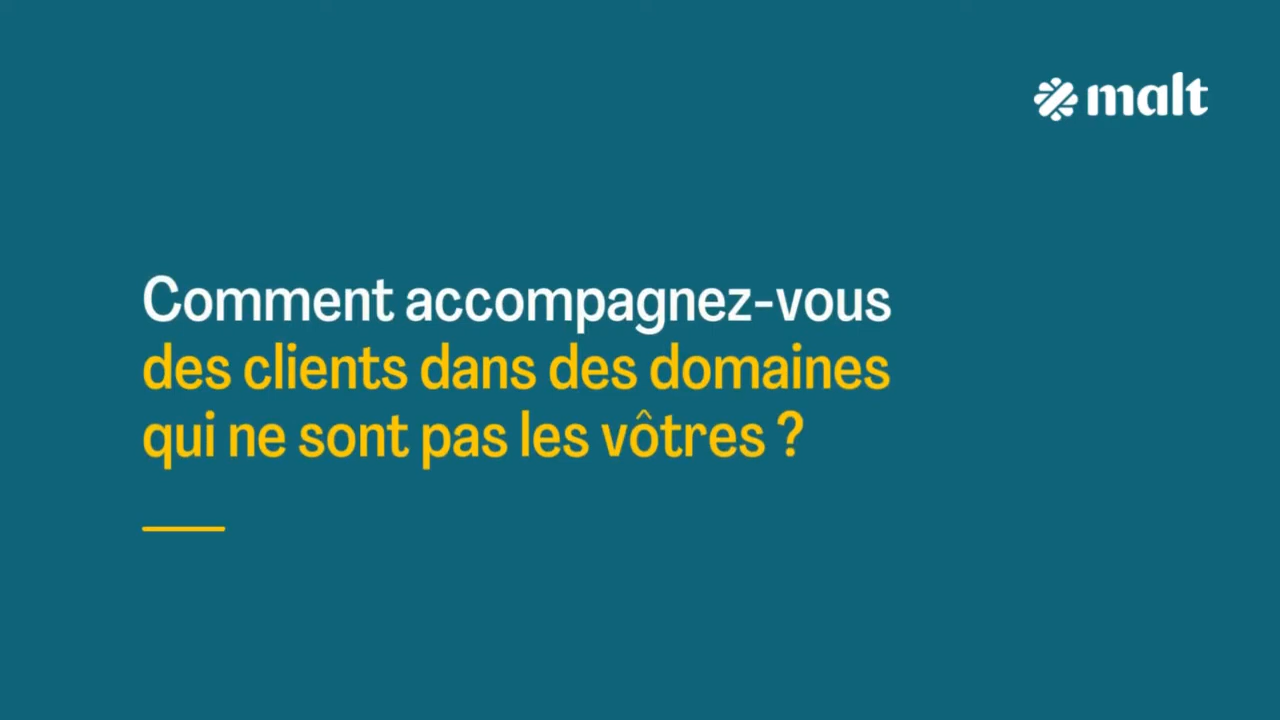 malt
Comment accompagnez-vous
des clients dans des domaines
qui ne sont pas les vôtres ?